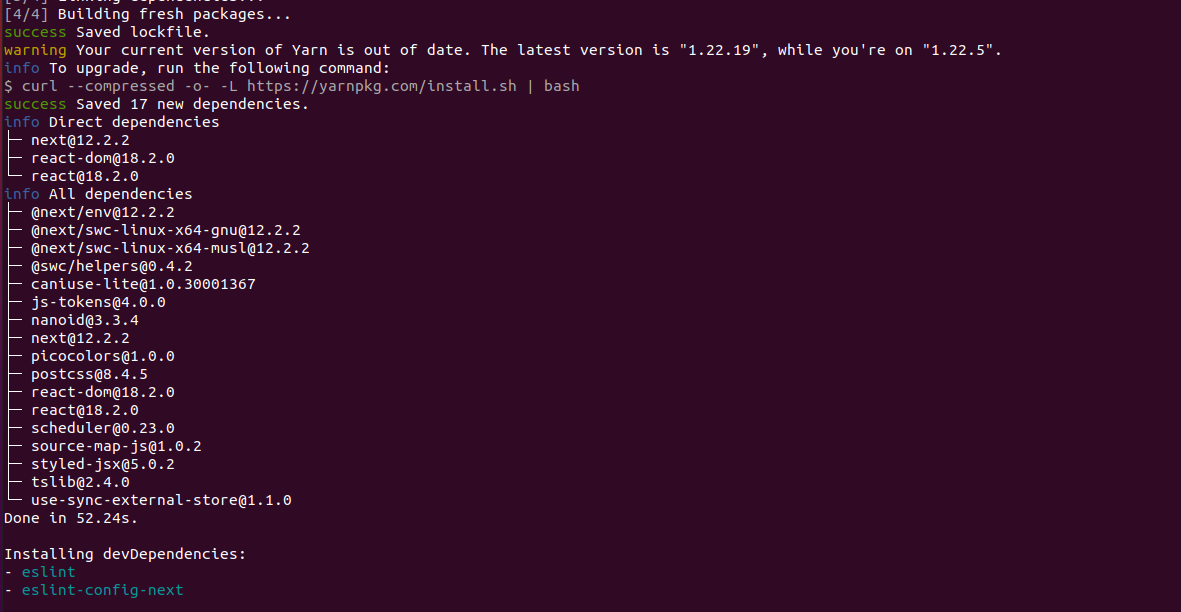 [3/4] Linking dependencies...
[4/4] Building fresh packages...
success Saved lockfile.
warning Your current version of Yarn is out of date. The latest version is "1.22.19", while you're on "1.22.5".
info To upgrade, run the following command:
$ curl --compressed -o- -L https://yarnpkg.com/install.sh | bash
success Saved 17 new dependencies.
info Direct dependencies
├─ next@12.2.2
├─ react-dom@18.2.0
└─ react@18.2.0
info All dependencies
├─ @next/env@12.2.2
├─ @next/swc-linux-x64-gnu@12.2.2
├─ @next/swc-linux-x64-musl@12.2.2
├─ @swc/helpers@0.4.2
├─ caniuse-lite@1.0.30001367
├─ js-tokens@4.0.0
├─ nanoid@3.3.4
├─ next@12.2.2
├─ picocolors@1.0.0
├─ postcss@8.4.5
├─ react-dom@18.2.0
├─ react@18.2.0
├─ scheduler@0.23.0
├─ source-map-js@1.0.2
├─ styled-jsx@5.0.2
├─ tslib@2.4.0
└─ use-sync-external-store@1.1.0
Done in 52.24s.
Installing devDependencies:
- eslint
- eslint-config-next